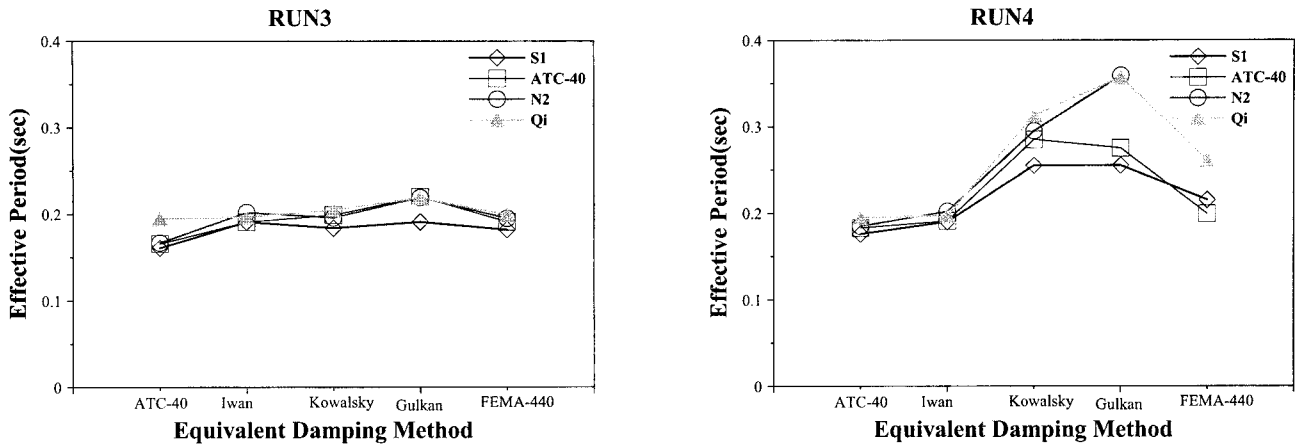 RUN3
Effective Period(sec)
0.4
0.3
0.2
0.1
0
S1
ATC-40
N2
Qi
ATC-40
Iwan
Kowalsky
Gulkan
FEMA-440
Equivalent Damping Method
RUN4
Effective Period(sec)
0.4
0.3
0.2
0.1
0
S1
ATC-40
N2
Qi
ATC-40
Iwan
Kowalsky
Gulkan
FEMA-440
Equivalent Damping Method